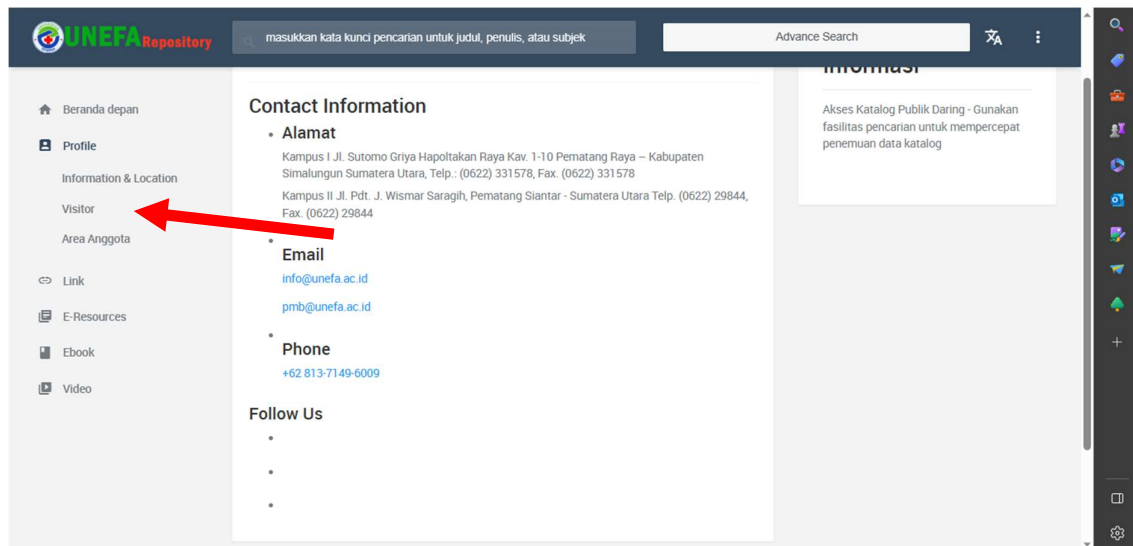 UNEFA Repository
masukkan kata kunci pencarian untuk judul, penulis, atau subjek
Advance Search
Beranda depan
Profile
Information & Location
Visitor
Area Anggota
Link
E-Resources
Ebook
Video
Contact Information
Alamat
Kampus I Jl. Sutomo Griya Hapoltakan Raya Kav. 1-10 Pematang Raya – Kabupaten
Simalungun Sumatera Utara, Telp.: (0622) 331578, Fax. (0622) 331578
Kampus II Jl. Pdt. J. Wismar Saragih, Pematang Siantar - Sumatera Utara Telp. (0622) 29844,
Fax. (0622) 29844
Email
info@unefa.ac.id
pmb@unefa.ac.id
Phone
+62 813-7149-6009
Follow Us
Informasi
Akses Katalog Publik Daring - Gunakan
fasilitas pencarian untuk mempercepat
penemuan data katalog